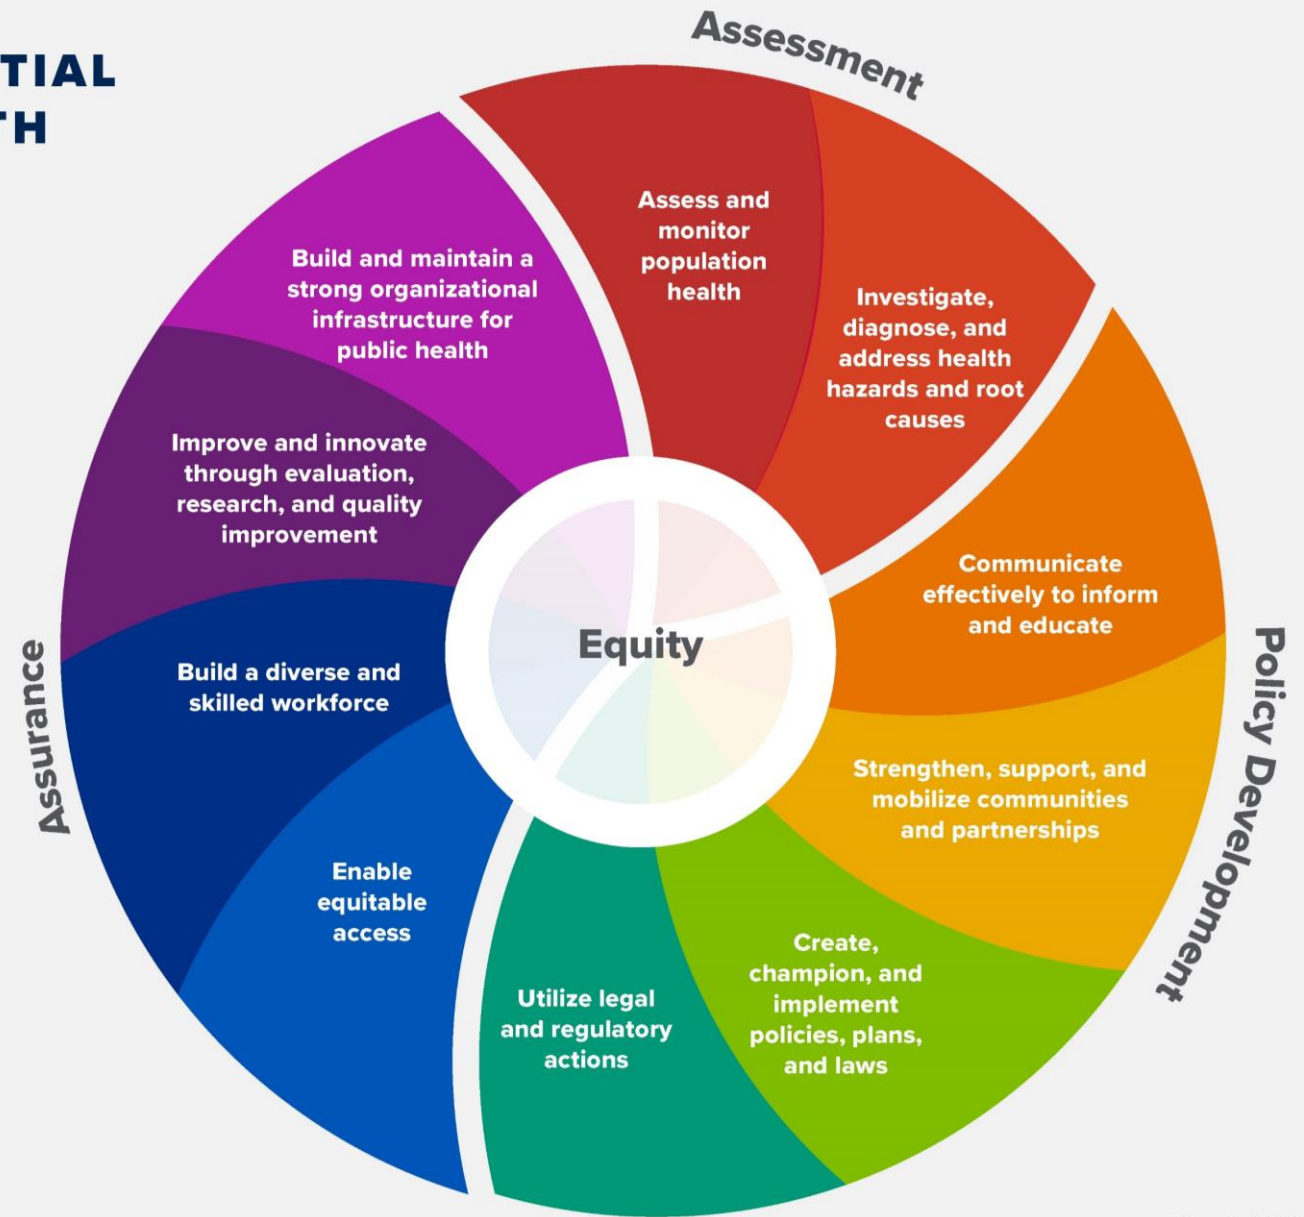 TIAL
TH
Assessment
Assess and
monitor
population
health
Investigate,
diagnose, and
address health
hazards and root
causes
Communicate
effectively to inform
and educate
Policy Development
Strengthen, support, and
mobilize communities
and partnerships
Create,
champion, and
implement
policies, plans,
and laws
Utilize legal
and regulatory
actions
Enable
equitable
access
Assurance
Build a diverse and
skilled workforce
Improve and innovate
through evaluation,
research, and quality
improvement
Build and maintain a
strong organizational
infrastructure for
public health
Equity